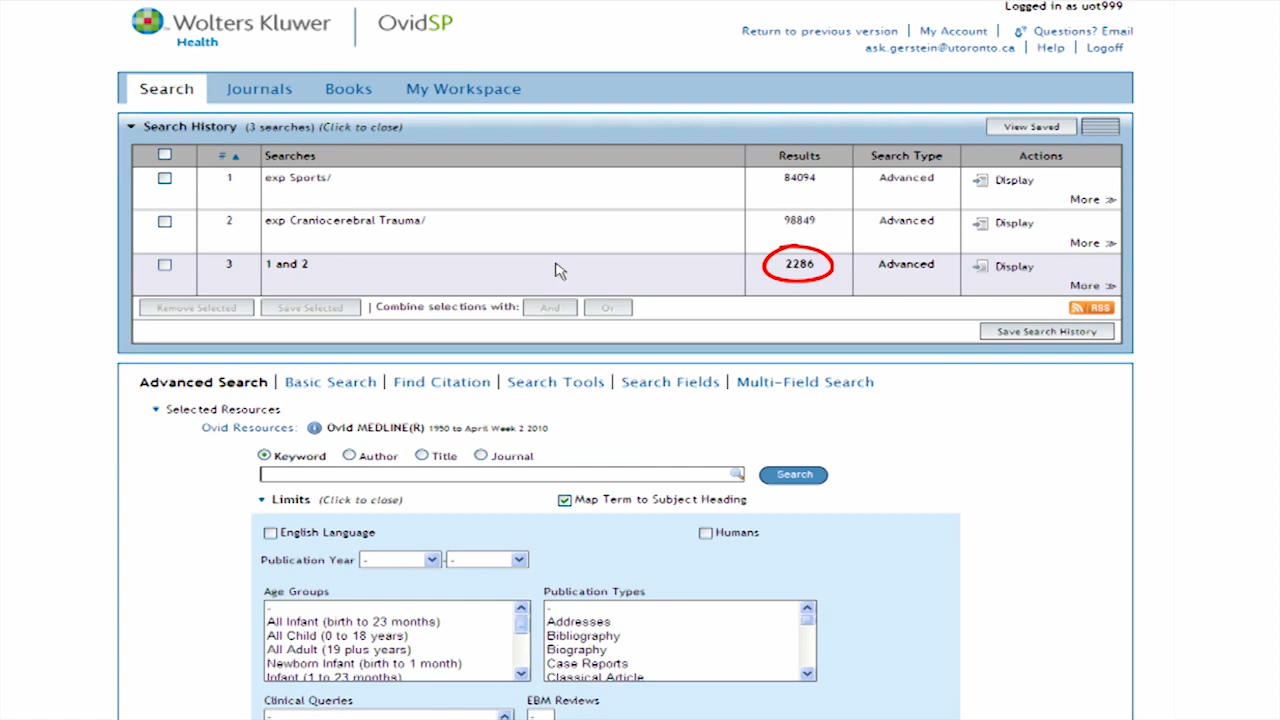 Logged in as uot999
Wolters Kluwer
Health
OvidSP
Return to previous version | My Account | Questions? Email
ask.gerstein@utoronto.ca | Help | Logoff
Search Journals Books My Workspace
Search History (3 searches) (Click to close)
View Saved
# Searches Results Search Type Actions
1 exp Sports/ 84094 Advanced Display
More >>
2 exp Craniocerebral Trauma/ 98849 Advanced Display
More >>
3 1 and 2 2286 Advanced Display
More >>
Remove Selected Save Selected | Combine selections with: And Or RSS
Save Search History
Advanced Search | Basic Search | Find Citation | Search Tools | Search Fields | Multi-Field Search
Selected Resources
Ovid Resources: i Ovid MEDLINE(R) 1950 to April Week 2 2010
Keyword Author Title Journal
Search
Limits (Click to close) Map Term to Subject Heading
English Language Humans
Publication Year - - -
Age Groups Publication Types
- -
All Infant (birth to 23 months) Addresses
All Child (0 to 18 years) Bibliography
All Adult (19 plus years) Biography
Newborn Infant (birth to 1 month) Case Reports
Infant (1 to 23 months) Classical Article
Clinical Queries EBM Reviews
- -